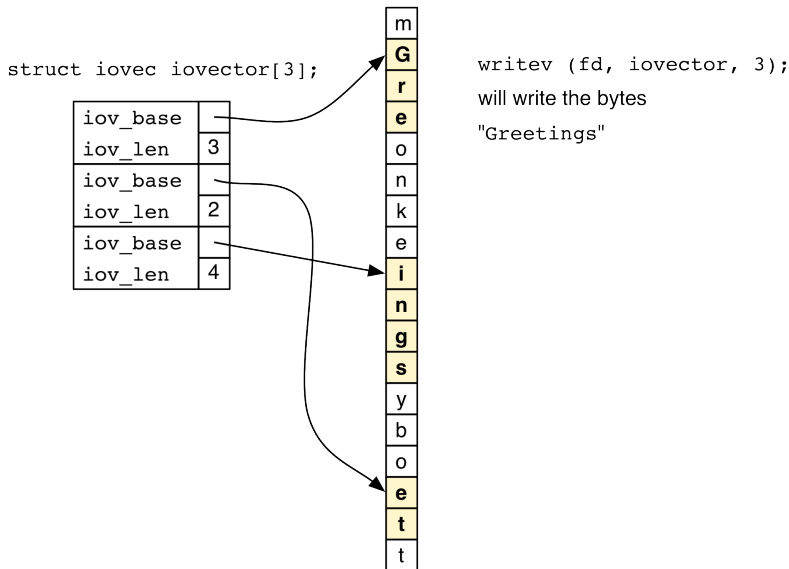 struct iovec iovector[3];
iov_base
iov_len 3
iov_base
iov_len 2
iov_base
iov_len 4
m
G
r
e
o
n
k
e
i
n
g
s
y
b
o
e
t
t
writev (fd, iovector, 3);
will write the bytes
"Greetings"